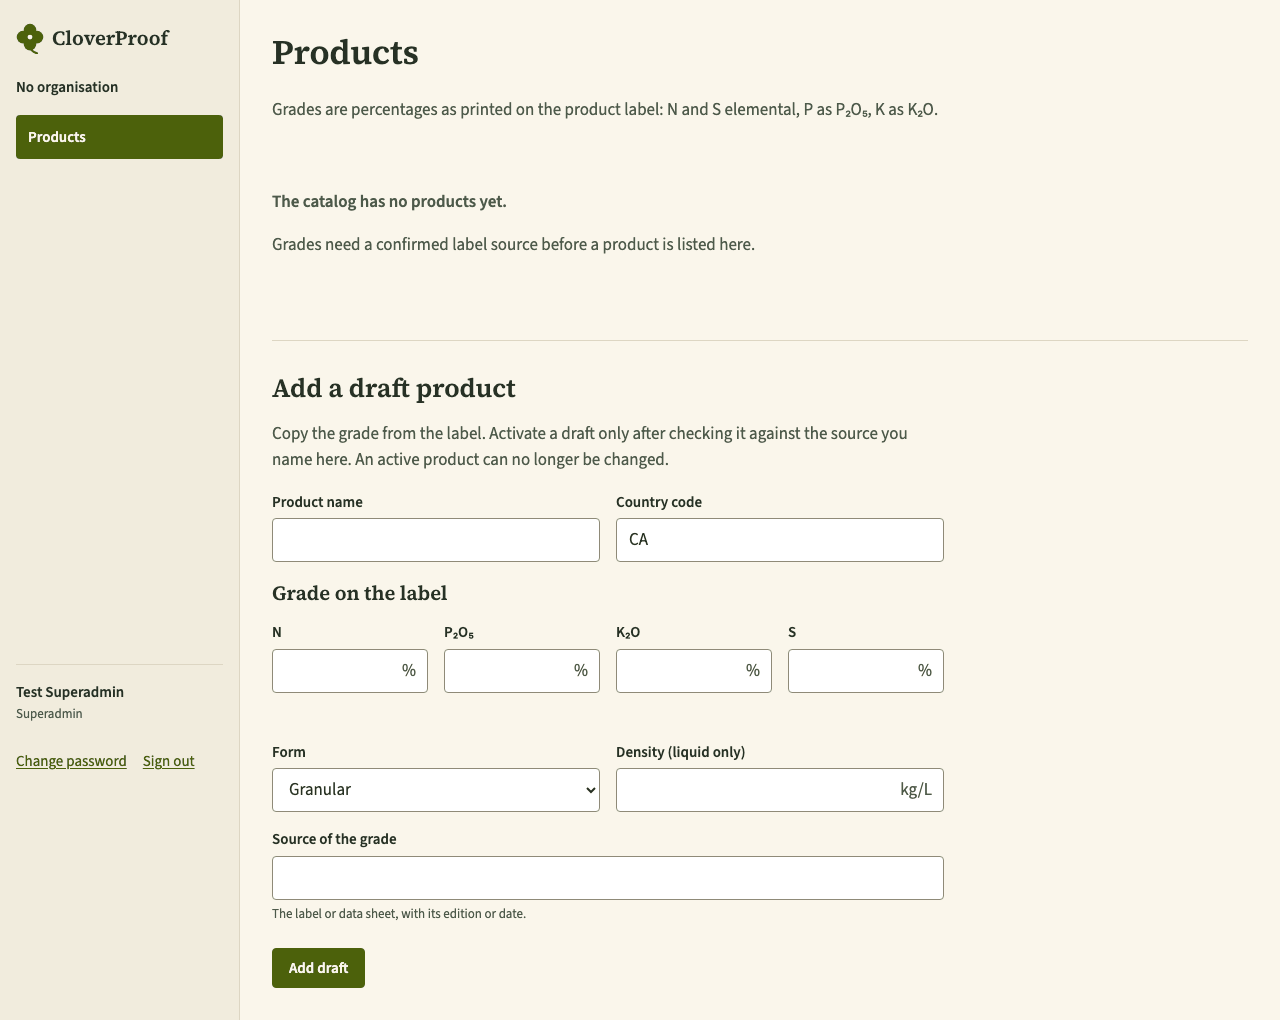 CloverProof
No organisation
Products
Test Superadmin
Superadmin
Change password Sign out
Products
Grades are percentages as printed on the product label: N and S elemental, P as P₂O₅, K as K₂O.
The catalog has no products yet.
Grades need a confirmed label source before a product is listed here.
Add a draft product
Copy the grade from the label. Activate a draft only after checking it against the source you
name here. An active product can no longer be changed.
Product name Country code
CA
Grade on the label
N P₂O₅ K₂O S
% % % %
Form Density (liquid only)
Granular kg/L
Source of the grade
The label or data sheet, with its edition or date.
Add draft